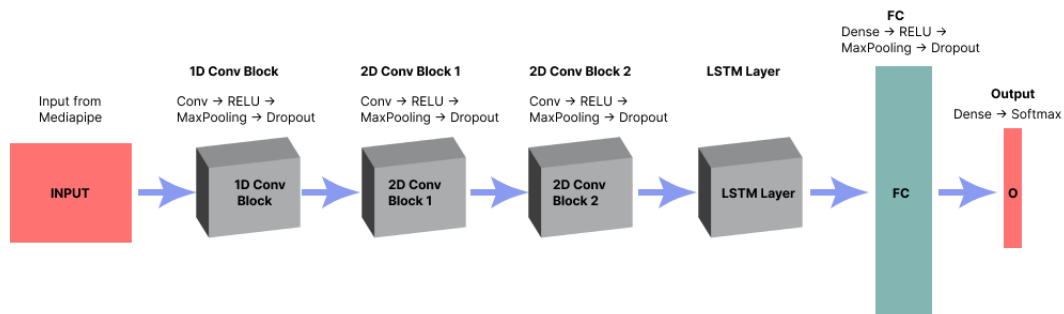 Input from
Mediapipe
INPUT
1D Conv Block
Conv → RELU →
MaxPooling → Dropout
1D Conv
Block
2D Conv Block 1
Conv → RELU →
MaxPooling → Dropout
2D Conv
Block 1
2D Conv Block 2
Conv → RELU →
MaxPooling → Dropout
2D Conv
Block 2
LSTM Layer
LSTM Layer
FC
Dense → RELU →
MaxPooling → Dropout
FC
Output
Dense → Softmax
O